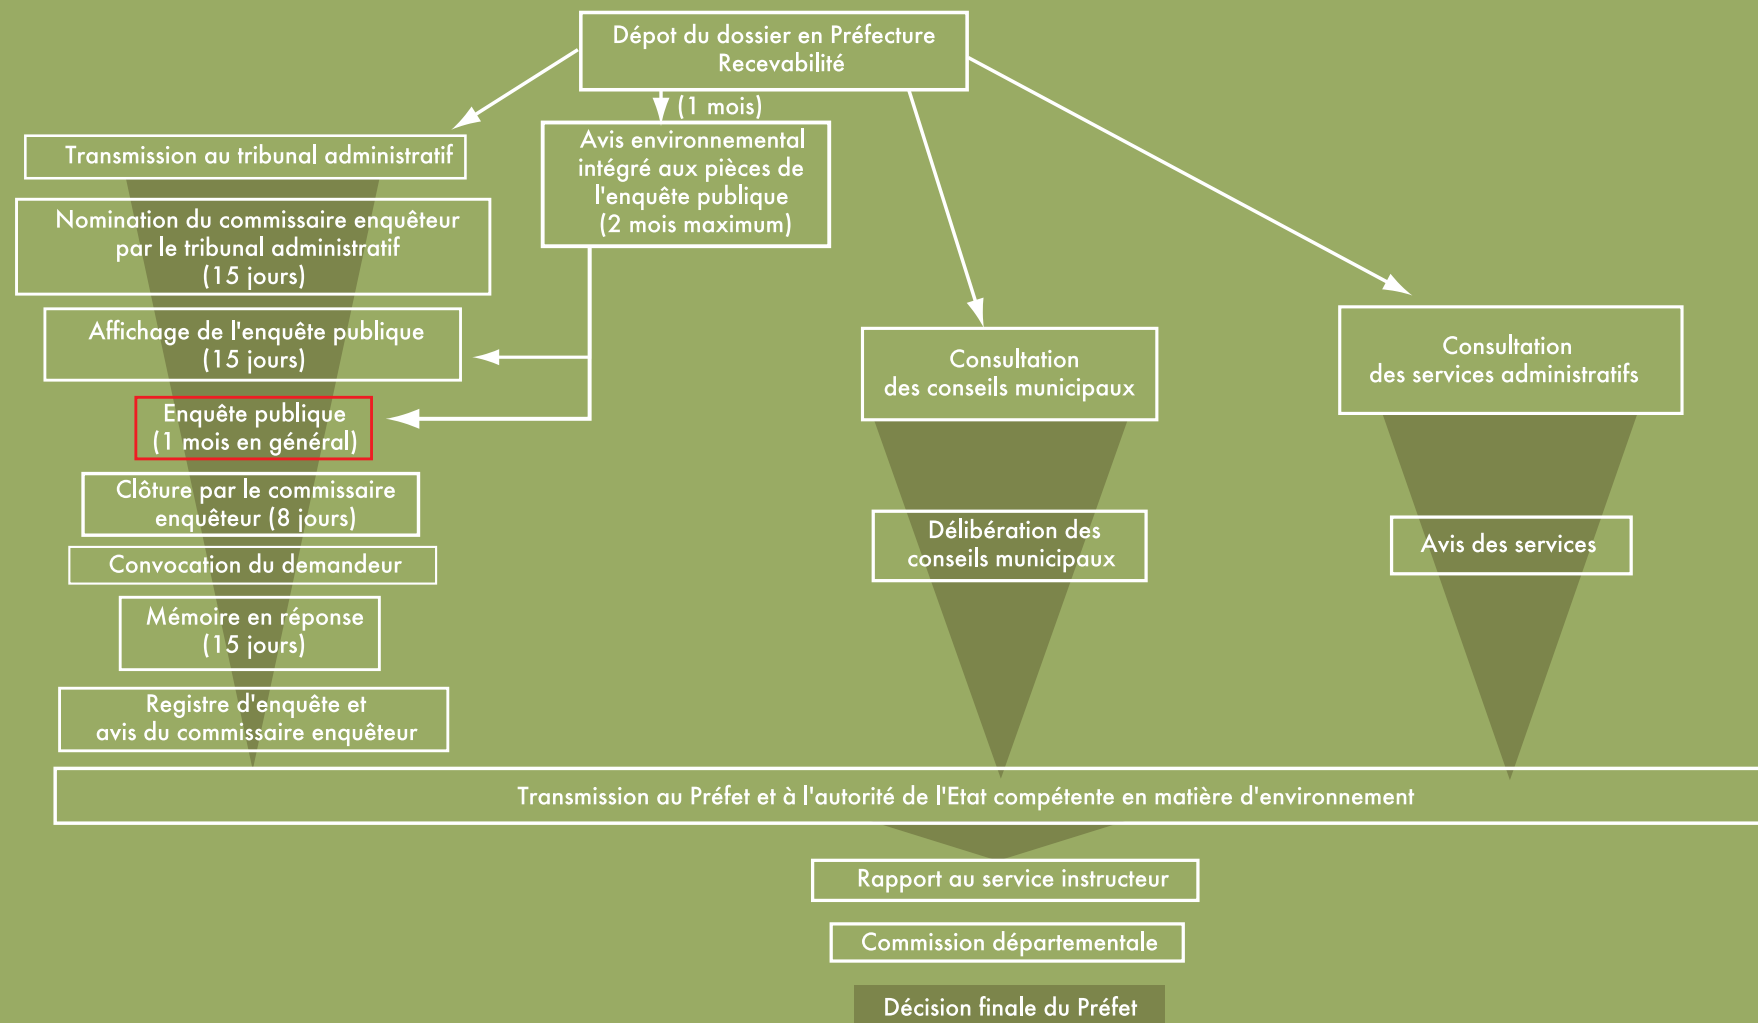 Dépot du dossier en Préfecture
Recevabilité
(1 mois)
Transmission au tribunal administratif
Avis environnemental
intégré aux pièces de
l'enquête publique
(2 mois maximum)
Nomination du commissaire enquêteur
par le tribunal administratif
(15 jours)
Affichage de l'enquête publique
(15 jours)
Enquête publique
(1 mois en général)
Clôture par le commissaire
enquêteur (8 jours)
Convocation du demandeur
Mémoire en réponse
(15 jours)
Registre d'enquête et
avis du commissaire enquêteur
Consultation
des conseils municipaux
Délibération des
conseils municipaux
Consultation
des services administratifs
Avis des services
Transmission au Préfet et à l'autorité de l'Etat compétente en matière d'environnement
Rapport au service instructeur
Commission départementale
Décision finale du Préfet